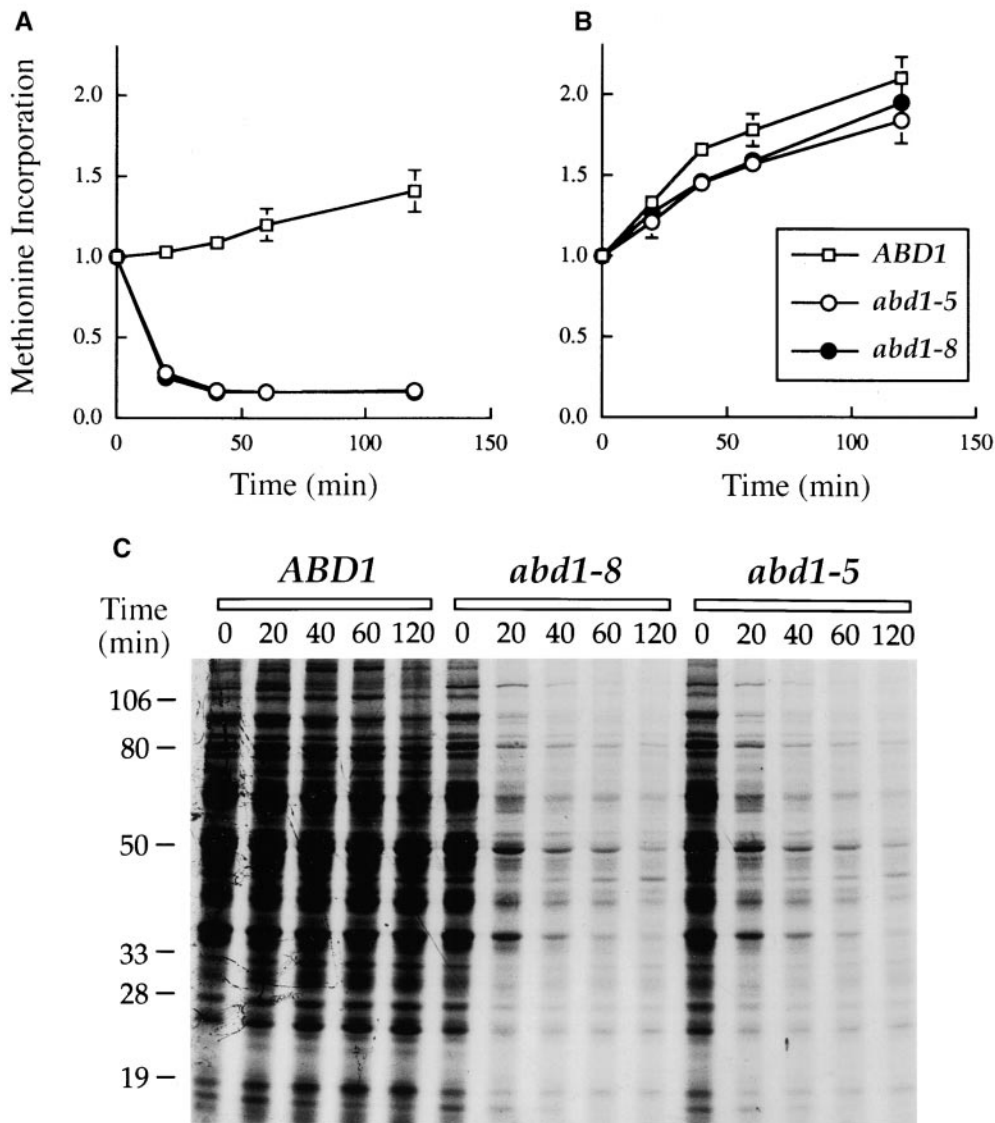 A
B
Methionine Incorporation
2.0
1.5
1.0
0.5
0.0
0 50 100 150
Time (min)
2.0
1.5
1.0
0.5
0.0
0 50 100 150
Time (min)
ABD1
abd1-5
abd1-8
C
ABD1 abd1-8 abd1-5
Time
(min)
0 20 40 60 120 0 20 40 60 120 0 20 40 60 120
106
80
50
33
28
19